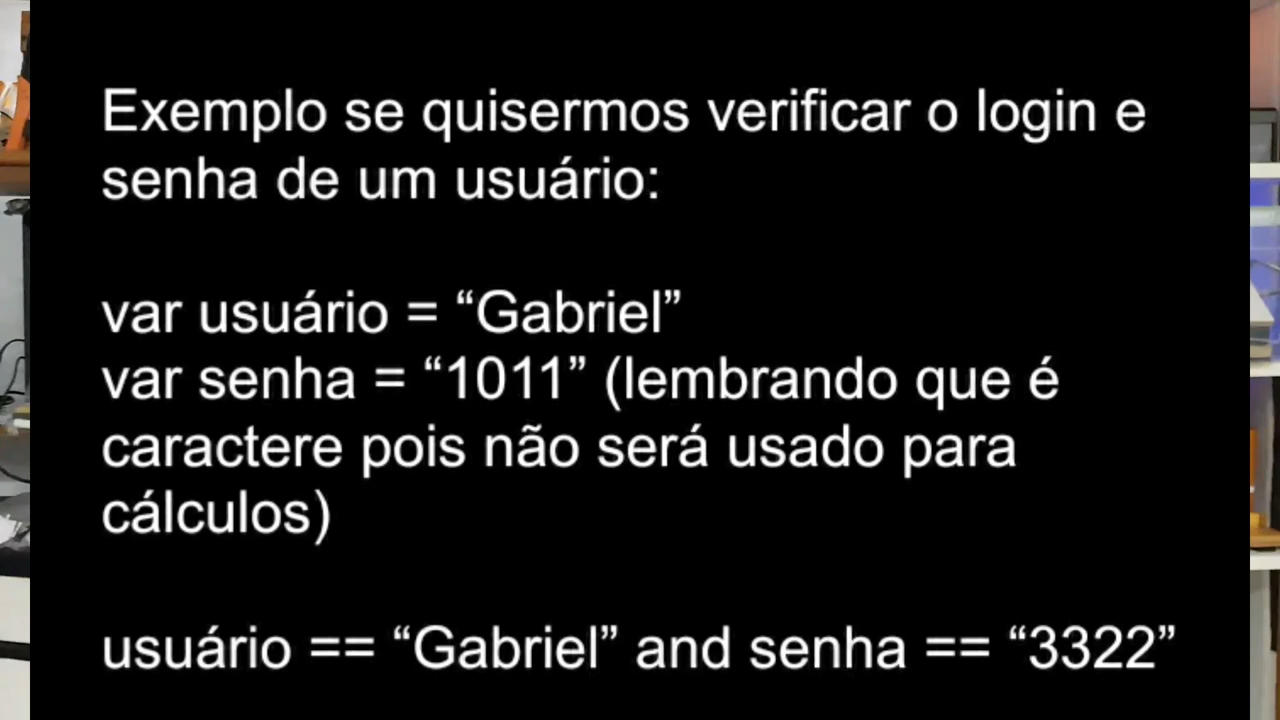 Exemplo se quisermos verificar o login e
senha de um usuário:
var usuário = “Gabriel”
var senha = “1011” (lembrando que é
caractere pois não será usado para
cálculos)
usuário == “Gabriel” and senha == “3322”